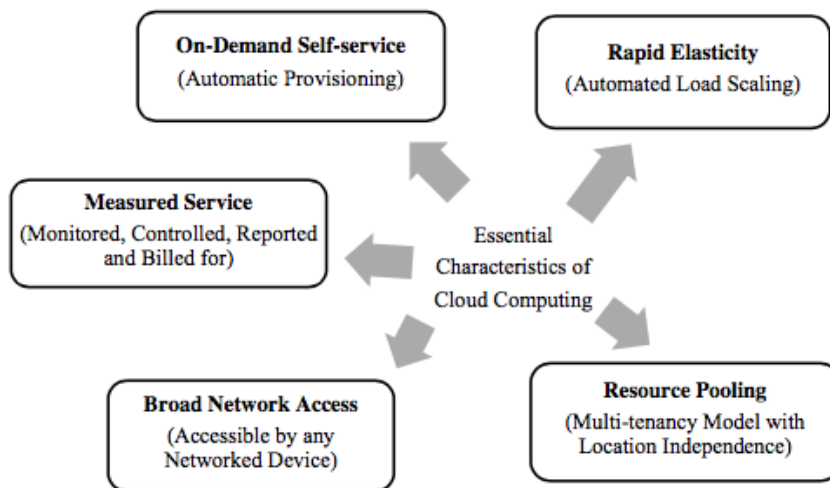 On-Demand Self-service
(Automatic Provisioning)
Rapid Elasticity
(Automated Load Scaling)
Measured Service
(Monitored, Controlled, Reported
and Billed for)
Essential
Characteristics of
Cloud Computing
Broad Network Access
(Accessible by any
Networked Device)
Resource Pooling
(Multi-tenancy Model with
Location Independence)